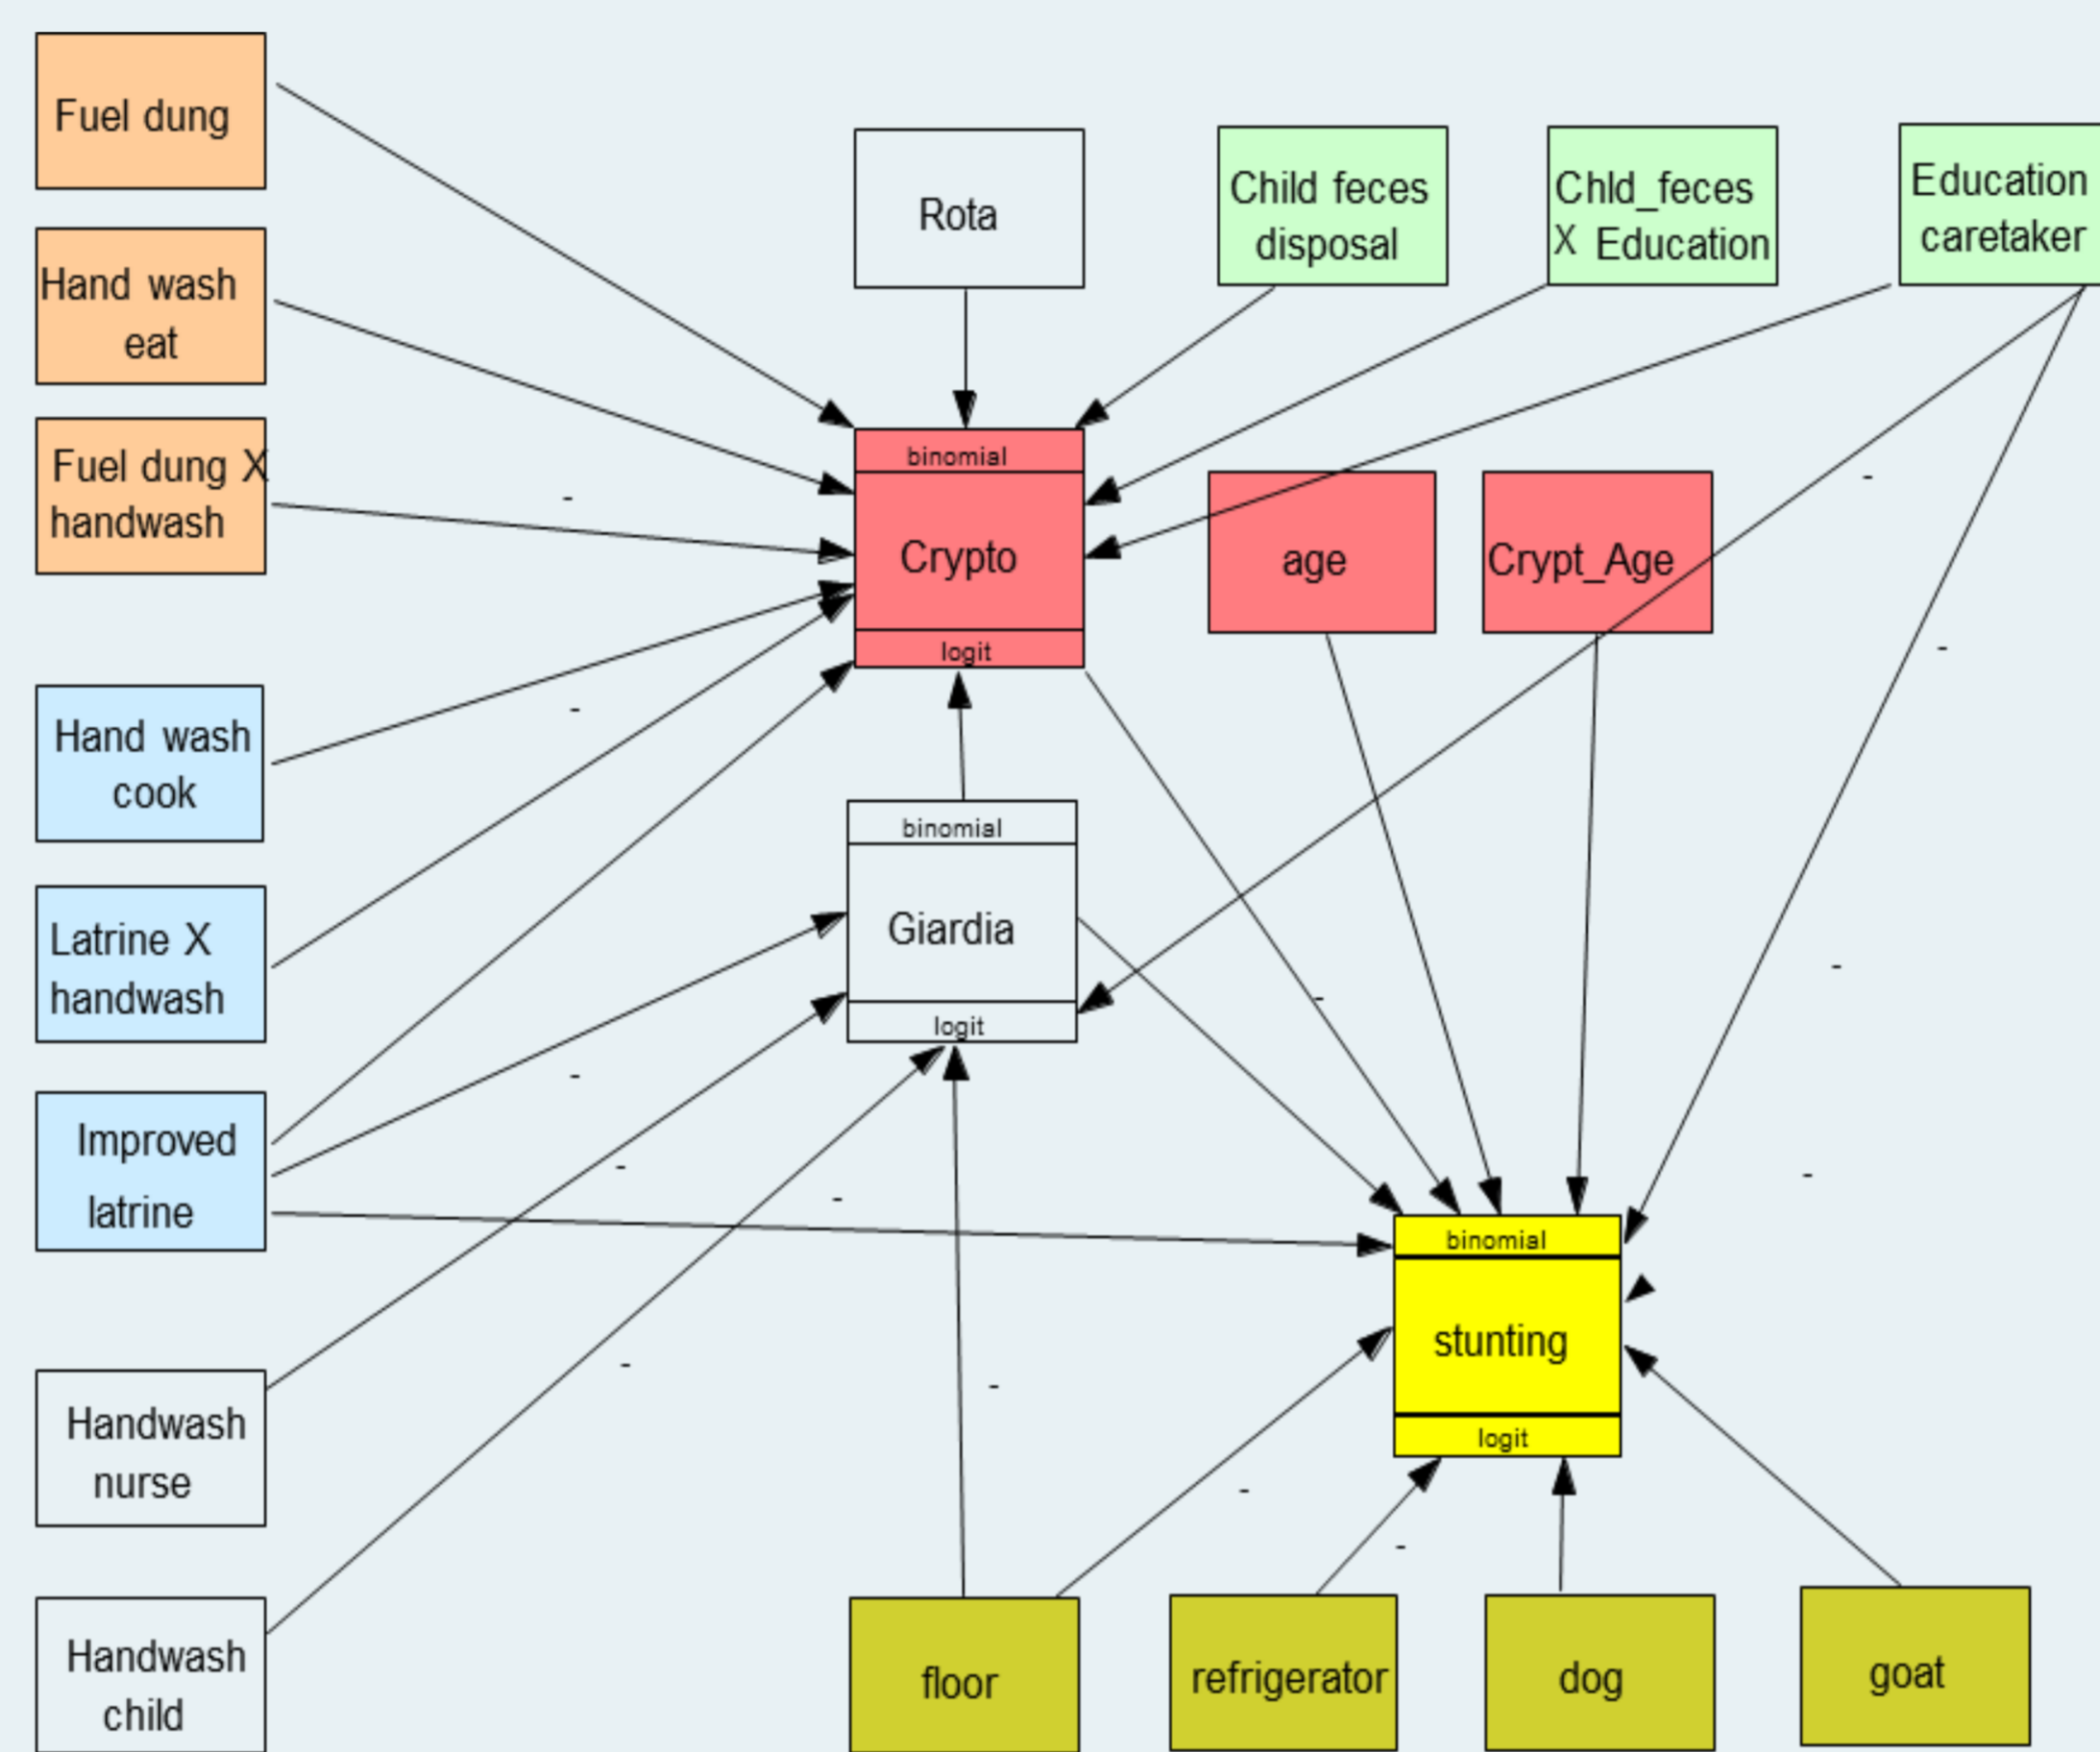 Fuel dung
Hand wash
eat
Fuel dung X
handwash
Hand wash
cook
Latrine X
handwash
Improved
latrine
Handwash
nurse
Handwash
child
Rota
Child feces
disposal
Chld_feces
X Education
Education
caretaker
binomial
Crypto
logit
age
Crypt_Age
binomial
Giardia
logit
binomial
stunting
logit
floor
refrigerator
dog
goat
-
-
-
-
-
-
-
-
-
-
-
-
-
-